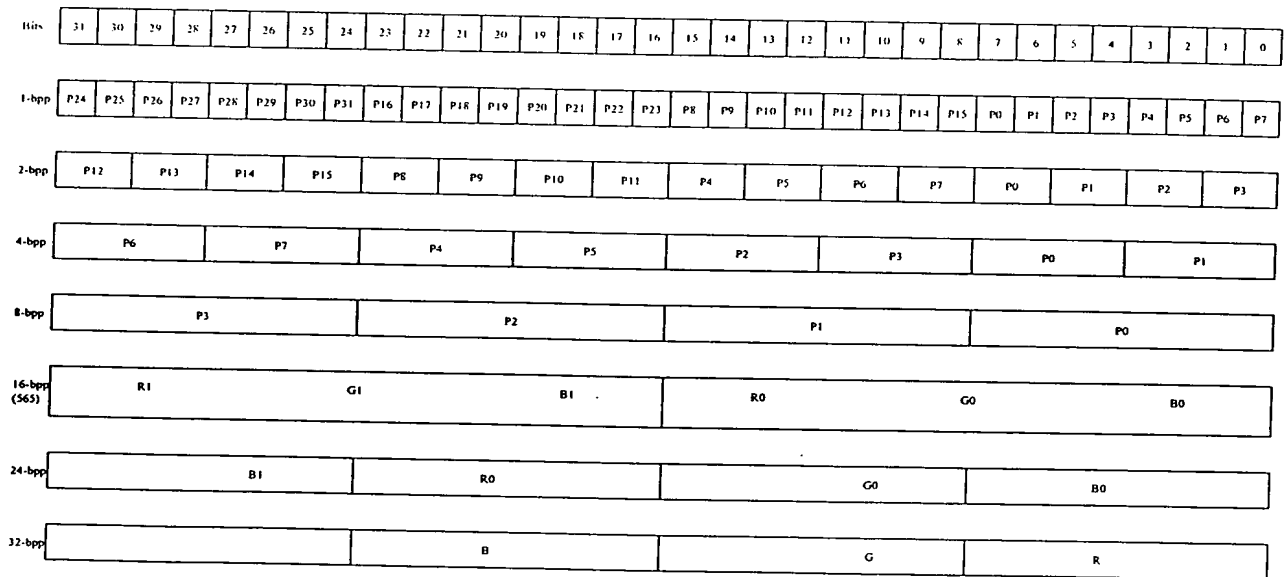 Bits 31 30 29 28 27 26 25 24 23 22 21 20 19 18 17 16 15 14 13 12 11 10 9 8 7 6 5 4 3 2 1 0
1-bpp P24 P25 P26 P27 P28 P29 P30 P31 P16 P17 P18 P19 P20 P21 P22 P23 P8 P9 P10 P11 P12 P13 P14 P15 P0 P1 P2 P3 P4 P5 P6 P7
2-bpp P12 P13 P14 P15 P8 P9 P10 P11 P4 P5 P6 P7 P0 P1 P2 P3
4-bpp P6 P7 P4 P5 P2 P3 P0 P1
8-bpp P3 P2 P1 P0
16-bpp R1 G1 B1 R0 G0 B0
(565)
24-bpp B1 R0 G0 B0
32-bpp B G R